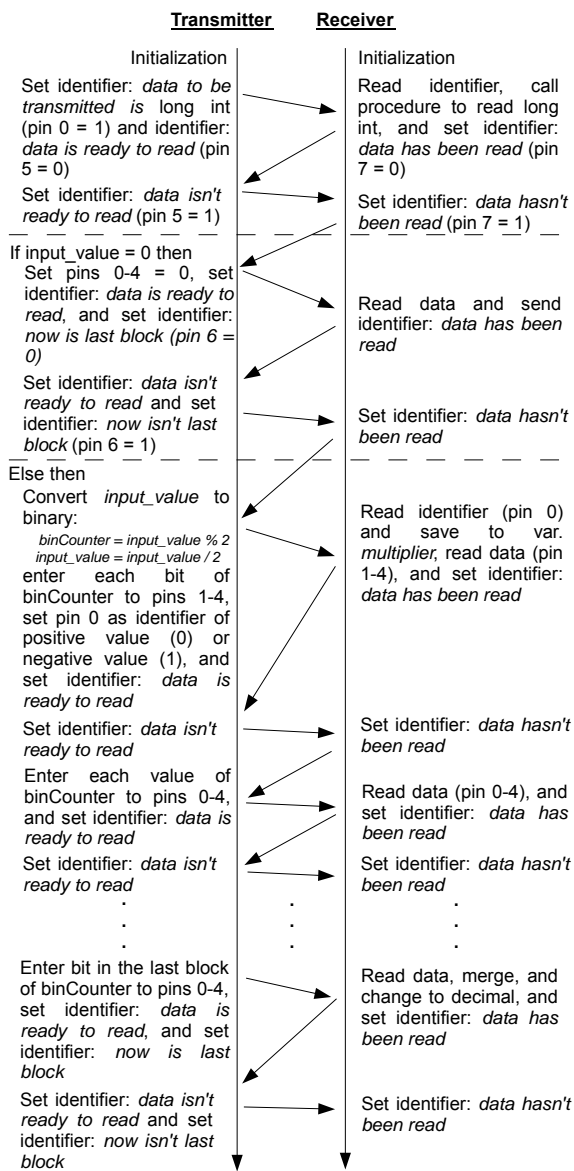 Transmitter Receiver
Initialization
Initialization
Set identifier: data to be
transmitted is long int
(pin 0 = 1) and identifier:
data is ready to read (pin
5 = 0)
Read identifier, call
procedure to read long
int, and set identifier:
data has been read (pin
7 = 0)
Set identifier: data isn't
ready to read (pin 5 = 1)
Set identifier: data hasn't
been read (pin 7 = 1)
If input_value = 0 then
Set pins 0-4 = 0, set
identifier: data is ready to
read, and set identifier:
now is last block (pin 6 =
0)
Read data and send
identifier: data has been
read
Set identifier: data isn't
ready to read and set
identifier: now isn't last
block (pin 6 = 1)
Set identifier: data hasn't
been read
Else then
Convert input_value to
binary:
binCounter = input_value % 2
input_value = input_value / 2
enter each bit of
binCounter to pins 1-4,
set pin 0 as identifier of
positive value (0) or
negative value (1), and
set identifier: data is
ready to read
Read identifier (pin 0)
and save to var.
multiplier, read data (pin
1-4), and set identifier:
data has been read
Set identifier: data isn't
ready to read
Set identifier: data hasn't
been read
Enter each value of
binCounter to pins 0-4,
and set identifier: data is
ready to read
Read data (pin 0-4), and
set identifier: data has
been read
Set identifier: data isn't
ready to read
Set identifier: data hasn't
been read
. . .
. . .
. . .
Enter bit in the last block
of binCounter to pins 0-4,
set identifier: data is
ready to read, and set
identifier: now is last
block
Read data, merge, and
change to decimal, and
set identifier: data has
been read
Set identifier: data isn't
ready to read and set
identifier: now isn't last
block
Set identifier: data hasn't
been read